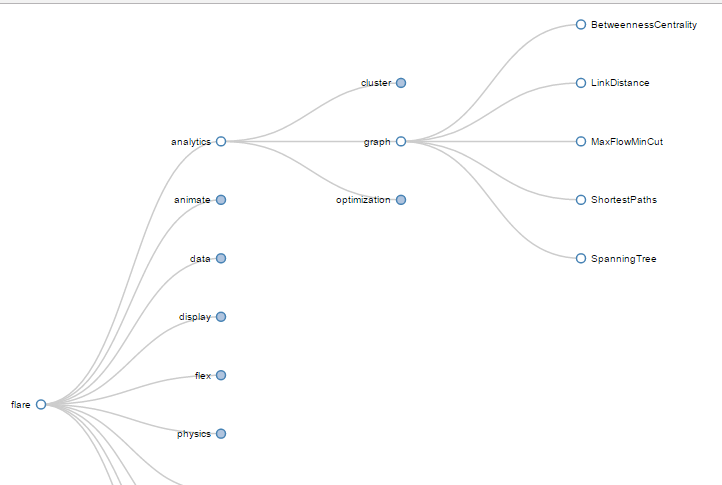 BetweennessCentrality
cluster
LinkDistance
analytics
graph
MaxFlowMinCut
animate
optimization
ShortestPaths
data
SpanningTree
display
flex
flare
physics